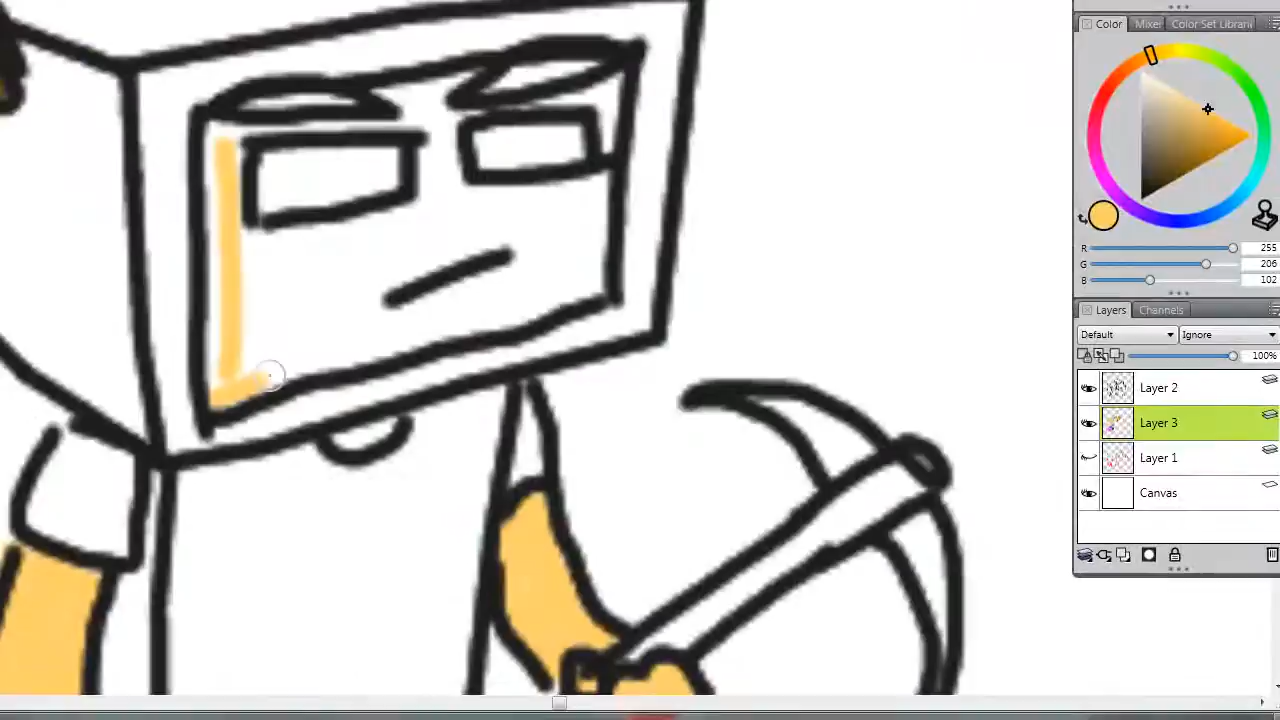 Color Mixe Color Set Librari
R 255
G 206
B 102
Layers Channels
Default Ignore
100%
Layer 2
Layer 3
Layer 1
Canvas